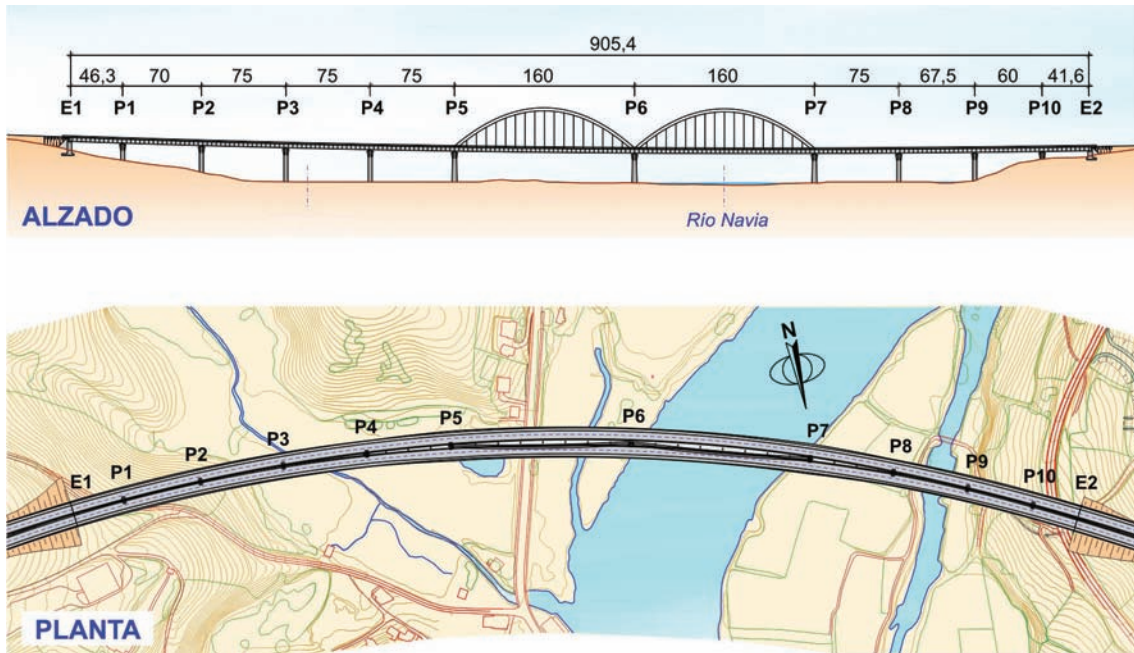 905,4
46,3 70 75 75 75 160 160 75 67,5 60 41,6
E1 P1 P2 P3 P4 P5 P6 P7 P8 P9 P10 E2
ALZADO
Río Navia
N
P5 P6
P4 P7
P3 P8
P2 P9
E1 P1 P10 E2
PLANTA